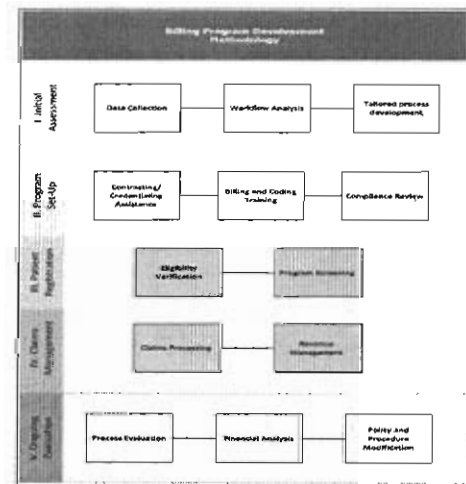 Billing Program Development
Methodology
I. Initial
Assessment
Data Collection
Workflow Analysis
Tailored process
development,
II. Program
Set-Up
Contracting/
Credentialing
Assistance
Billing and Coding
Training
Compliance Review
III. Patient
Registration
Eligibility
Verification
Program Screening
IV. Claims
Management
Claims Processing
Revenue
Management
V. Ongoing
Evaluation
Process Evaluation
Financial Analysis
Policy and
Procedure
Modification